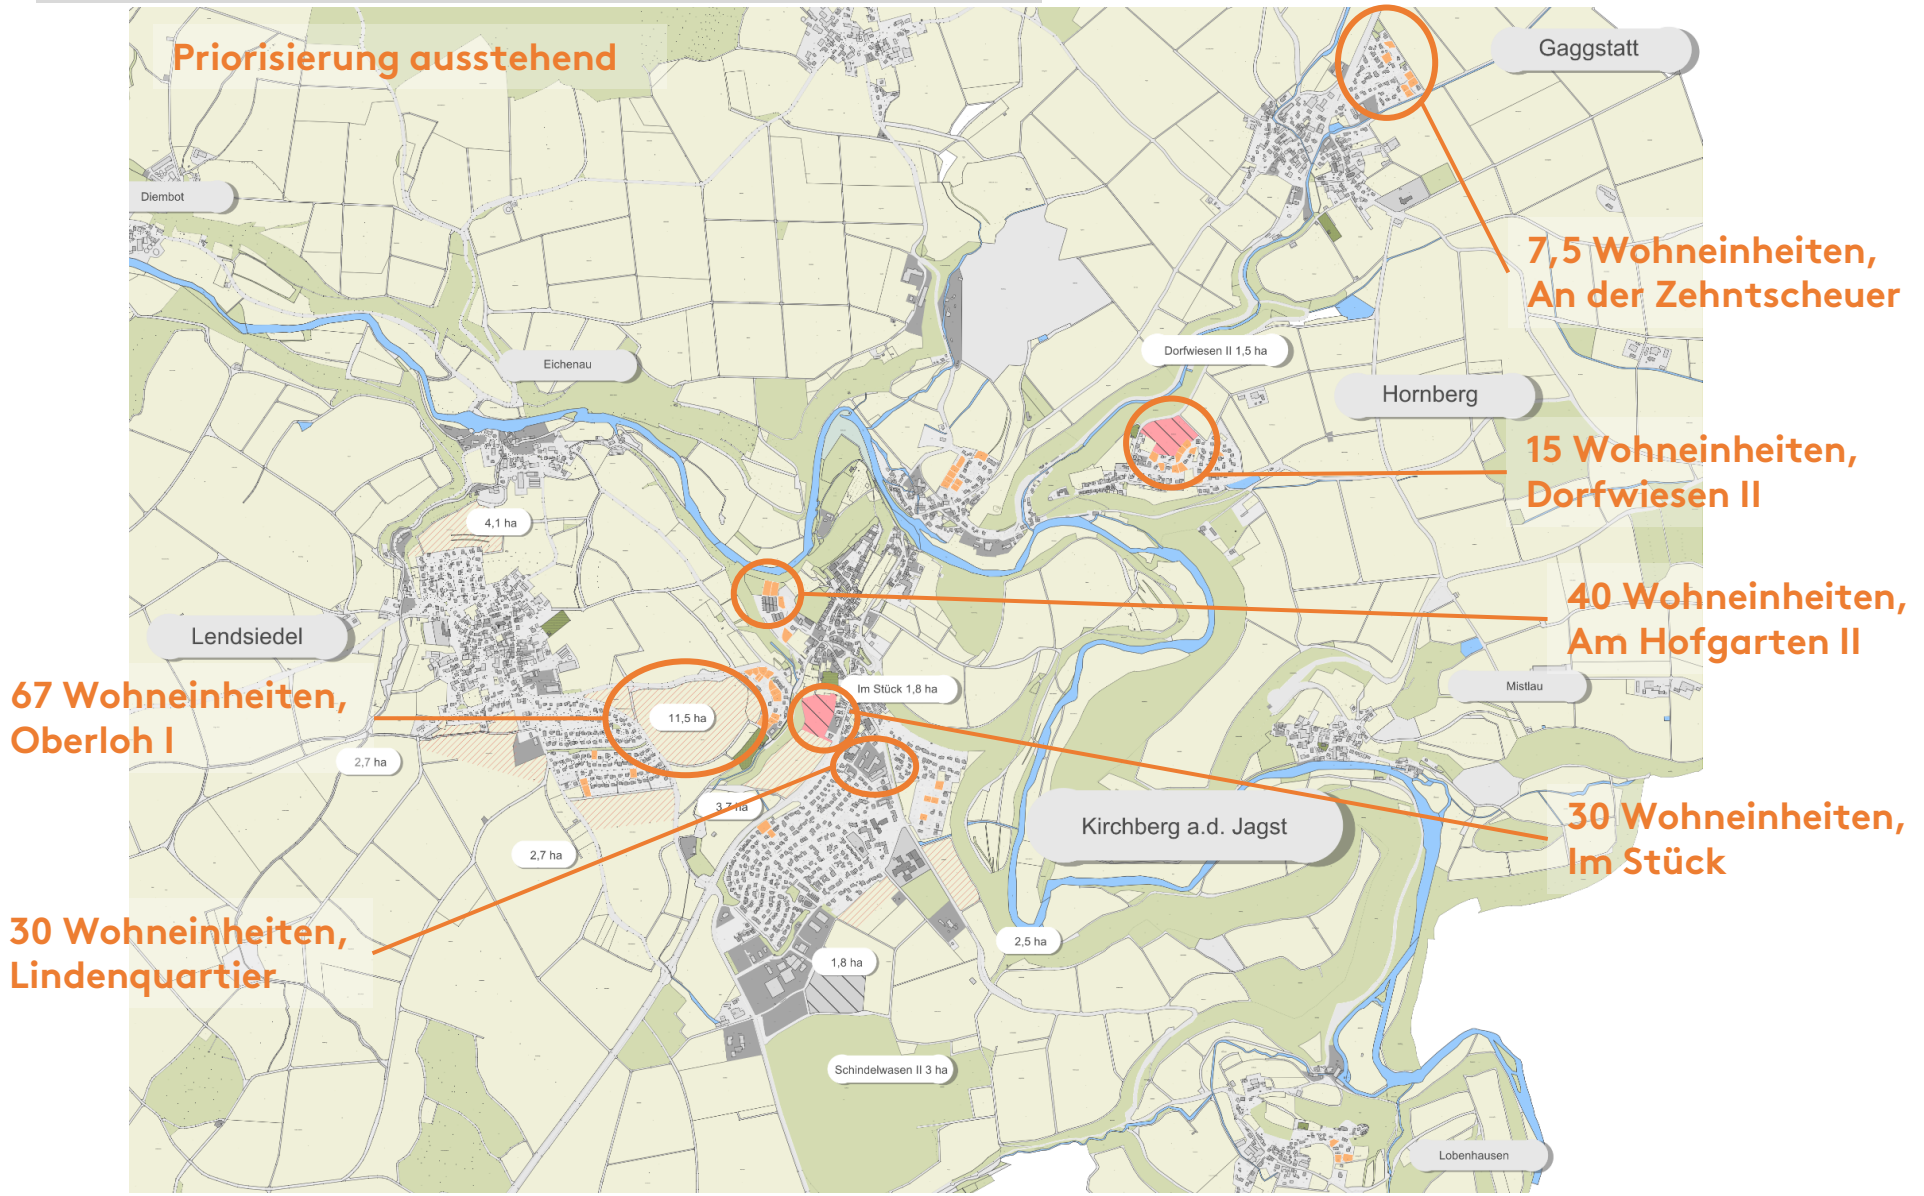 Priorisierung ausstehend
Gaggstatt
Diembot
7,5 Wohneinheiten,
An der Zehntscheuer
Dorfwiesen II 1,5 ha
Eichenau
Hornberg
15 Wohneinheiten,
Dorfwiesen II
4,1 ha
40 Wohneinheiten,
Am Hofgarten II
Lendsiedel
67 Wohneinheiten,
Oberloh I
Im Stück 1,8 ha
Mistlau
11,5 ha
2,7 ha
3,7 ha
Kirchberg a.d. Jagst
30 Wohneinheiten,
Im Stück
2,7 ha
30 Wohneinheiten,
Lindenquartier
2,5 ha
1,8 ha
Schindelwasen II 3 ha
Lobenhausen